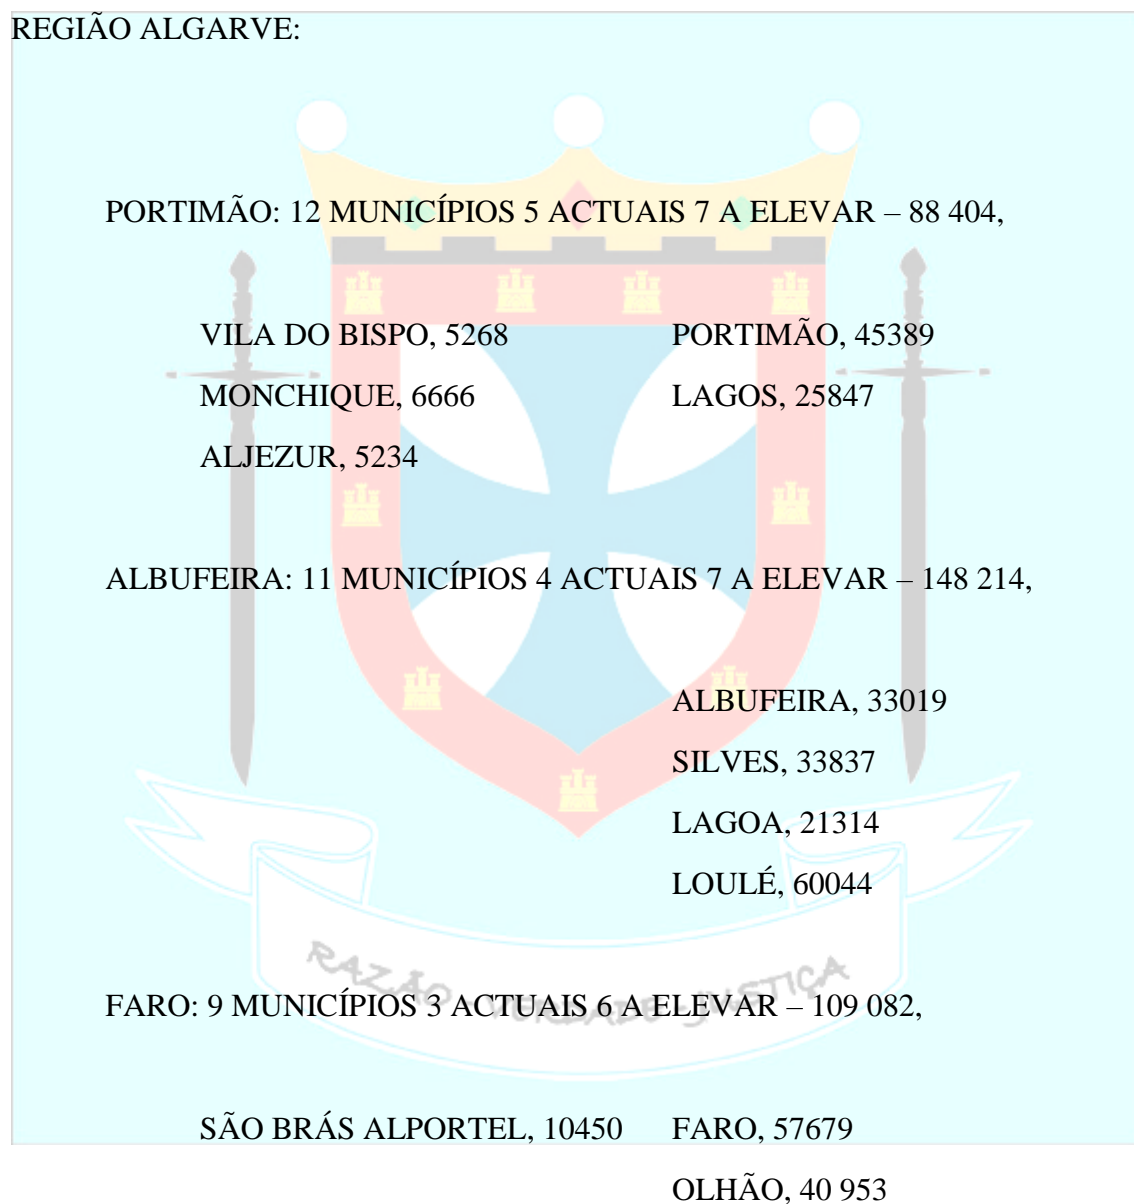 REGIÃO ALGARVE:
PORTIMÃO: 12 MUNICÍPIOS 5 ACTUAIS 7 A ELEVAR – 88 404,
VILA DO BISPO, 5268 PORTIMÃO, 45389
MONCHIQUE, 6666 LAGOS, 25847
ALJEZUR, 5234
ALBUFEIRA: 11 MUNICÍPIOS 4 ACTUAIS 7 A ELEVAR – 148 214,
ALBUFEIRA, 33019
SILVES, 33837
LAGOA, 21314
LOULÉ, 60044
RAZÃO - VERDADE - JUSTIÇA
FARO: 9 MUNICÍPIOS 3 ACTUAIS 6 A ELEVAR – 109 082,
SÃO BRÁS ALPORTEL, 10450 FARO, 57679
OLHÃO, 40 953